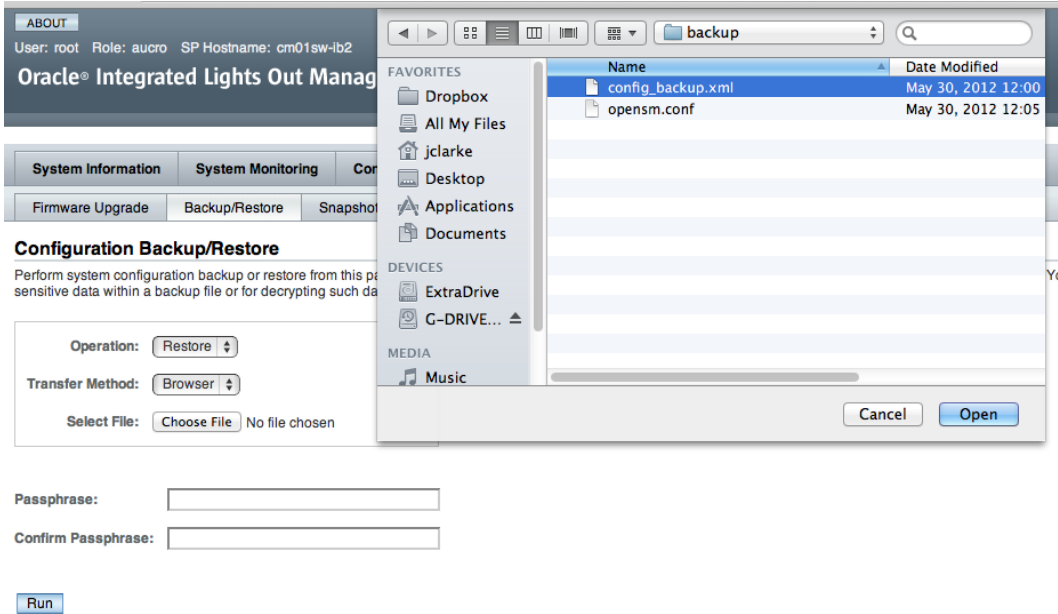 ABOUT
User: root Role: aucro SP Hostname: cm01sw-ib2
Oracle® Integrated Lights Out Manag
System Information System Monitoring Con
Firmware Upgrade Backup/Restore Snapshot
Configuration Backup/Restore
Perform system configuration backup or restore from this pa Yo
sensitive data within a backup file or for decrypting such da
Operation: Restore
Transfer Method: Browser
Select File: Choose File No file chosen
Passphrase:
Confirm Passphrase:
Run
backup
FAVORITES
Dropbox
All My Files
jclarke
Desktop
Applications
Documents
DEVICES
ExtraDrive
G-DRIVE...
MEDIA
Music
Name Date Modified
config_backup.xml May 30, 2012 12:00
opensm.conf May 30, 2012 12:05
Cancel Open